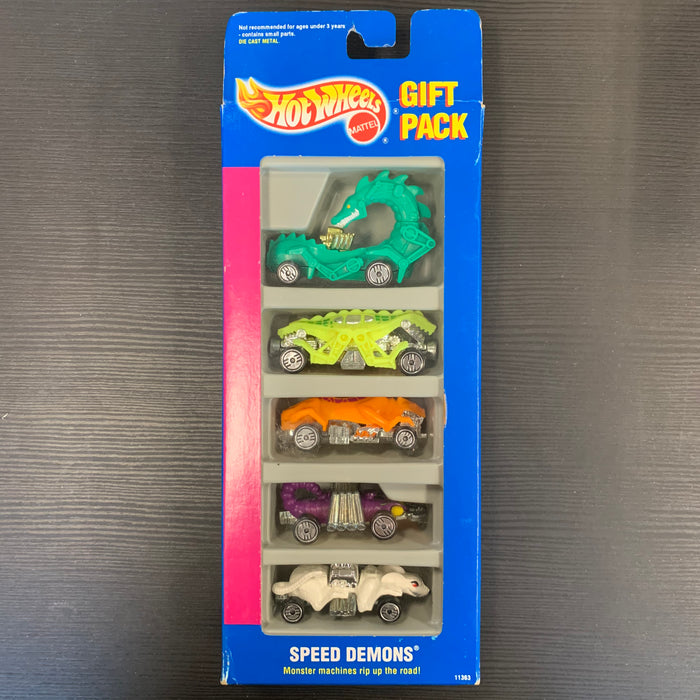 Not recommended for ages under 3 years
- contains small parts.
DIE CAST METAL
HOT WHEELS®
MATTEL®
GIFT
PACK
SPEED DEMONS®
Monster machines rip up the road!
11363